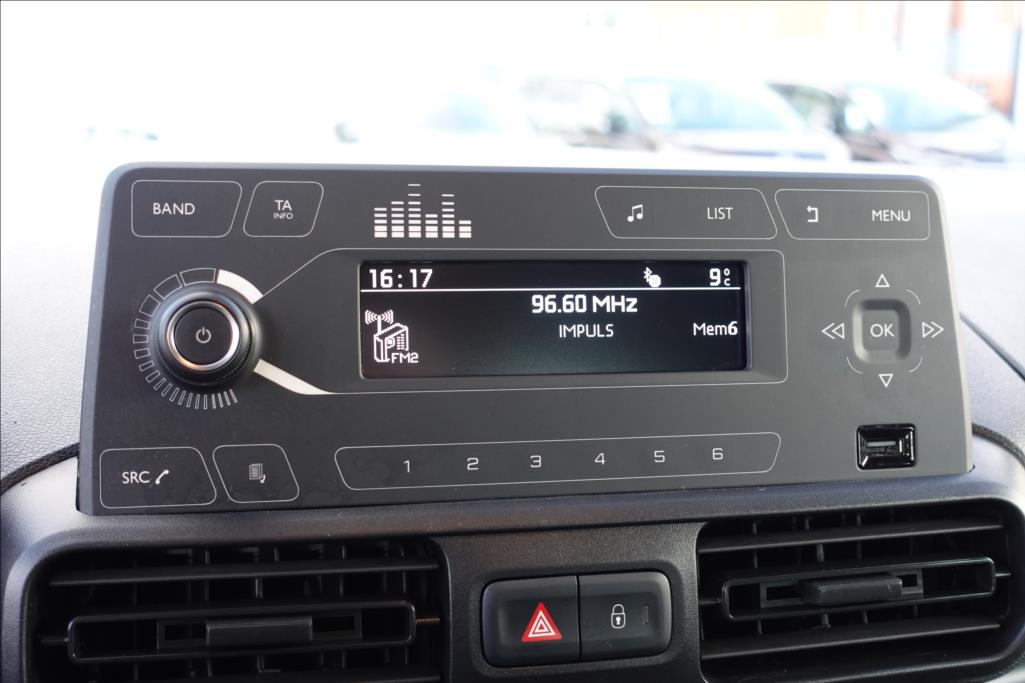 BAND
TA
INFO
LIST
MENU
16:17
9°C
96.60 MHz
IMPULS
Mem6
FM2
OK
SRC
1 2 3 4 5 6